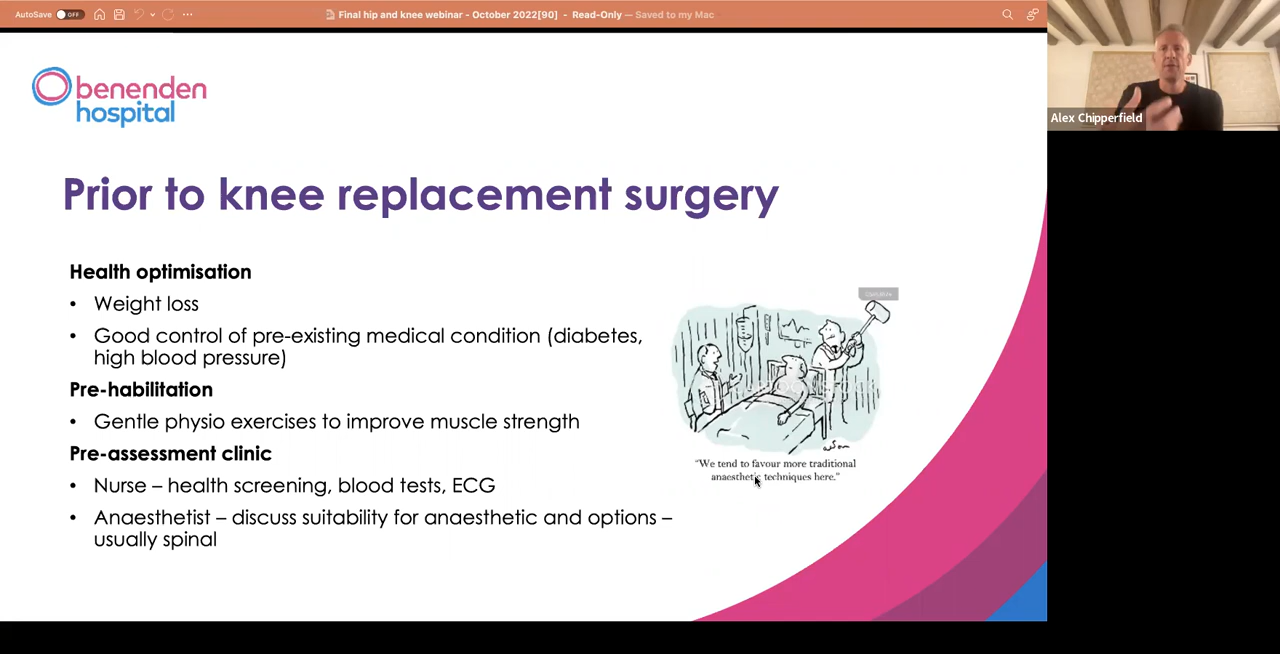 AutoSave OFF
Final hip and knee webinar - October 2022[90] - Read-Only — Saved to my Mac
Alex Chipperfield
benenden
hospital
Prior to knee replacement surgery
Health optimisation
• Weight loss
• Good control of pre-existing medical condition (diabetes,
high blood pressure)
Pre-habilitation
• Gentle physio exercises to improve muscle strength
Pre-assessment clinic
• Nurse – health screening, blood tests, ECG
• Anaesthetist – discuss suitability for anaesthetic and options –
usually spinal
"We tend to favour more traditional
anaesthetic techniques here."